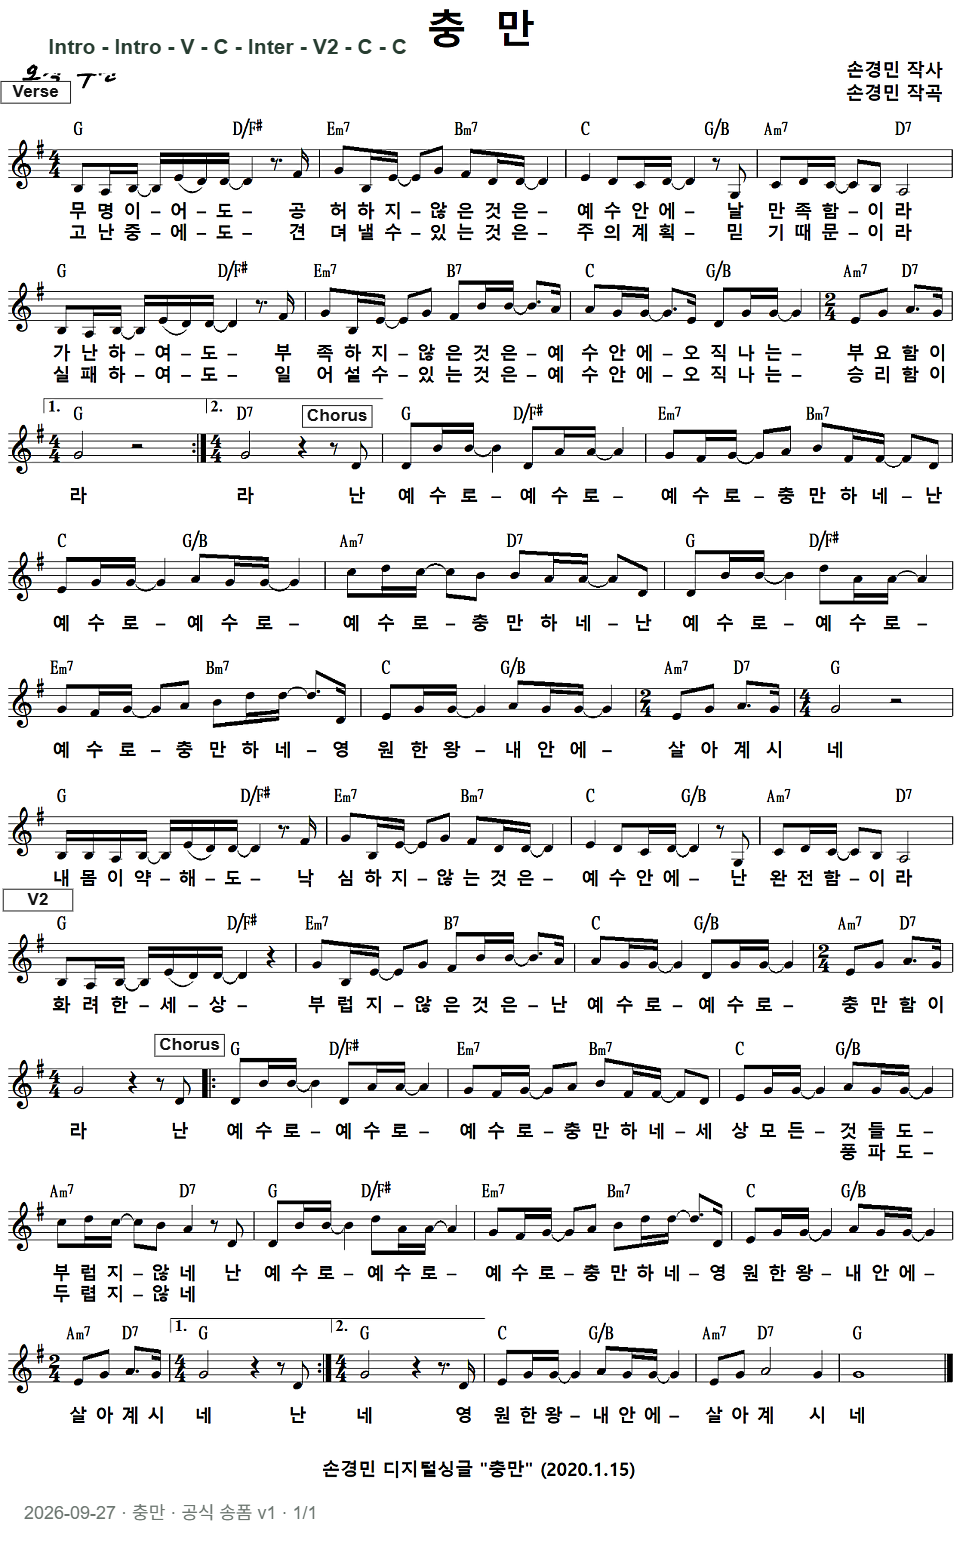 충 만
Intro - Intro - V - C - Inter - V2 - C - C
손경민 작사
Verse
손경민 작곡
G D/F# Em7 Bm7 C G/B Am7 D7
무 명 이 – 어 – 도 – 공 허 하 지 – 않 은 것 은 – 예 수 안 에 – 날 만 족 함 – 이 라
고 난 중 – 에 – 도 – 견 뎌 낼 수 – 있 는 것 은 – 주 의 계 획 – 믿 기 때 문 – 이 라
G D/F# Em7 B7 C G/B Am7 D7
가 난 하 – 여 – 도 – 부 족 하 지 – 않 은 것 은 – 예 수 안 에 – 오 직 나 는 – 부 요 함 이
실 패 하 – 여 – 도 – 일 어 설 수 – 있 는 것 은 – 예 수 안 에 – 오 직 나 는 – 승 리 함 이
1. G 2. D7 Chorus G D/F# Em7 Bm7
라 라 난 예 수 로 – 예 수 로 – 예 수 로 – 충 만 하 네 – 난
C G/B Am7 D7 G D/F#
예 수 로 – 예 수 로 – 예 수 로 – 충 만 하 네 – 난 예 수 로 – 예 수 로 –
Em7 Bm7 C G/B Am7 D7 G
예 수 로 – 충 만 하 네 – 영 원 한 왕 – 내 안 에 – 살 아 계 시 네
G D/F# Em7 Bm7 C G/B Am7 D7
내 몸 이 약 – 해 – 도 – 낙 심 하 지 – 않 는 것 은 – 예 수 안 에 – 난 완 전 함 – 이 라
V2
G D/F# Em7 B7 C G/B Am7 D7
화 려 한 – 세 – 상 – 부 럽 지 – 않 은 것 은 – 난 예 수 로 – 예 수 로 – 충 만 함 이
Chorus G D/F# Em7 Bm7 C G/B
라 난 예 수 로 – 예 수 로 – 예 수 로 – 충 만 하 네 – 세 상 모 든 – 것 들 도 –
풍 파 도 –
Am7 D7 G D/F# Em7 Bm7 C G/B
부 럽 지 – 않 네 난 예 수 로 – 예 수 로 – 예 수 로 – 충 만 하 네 – 영 원 한 왕 – 내 안 에 –
두 렵 지 – 않 네
Am7 D7 1. G 2. G C G/B Am7 D7 G
살 아 계 시 네 난 네 영 원 한 왕 – 내 안 에 – 살 아 계 시 네
손경민 디지털싱글 "충만" (2020.1.15)
2026-09-27 · 충만 · 공식 송폼 v1 · 1/1